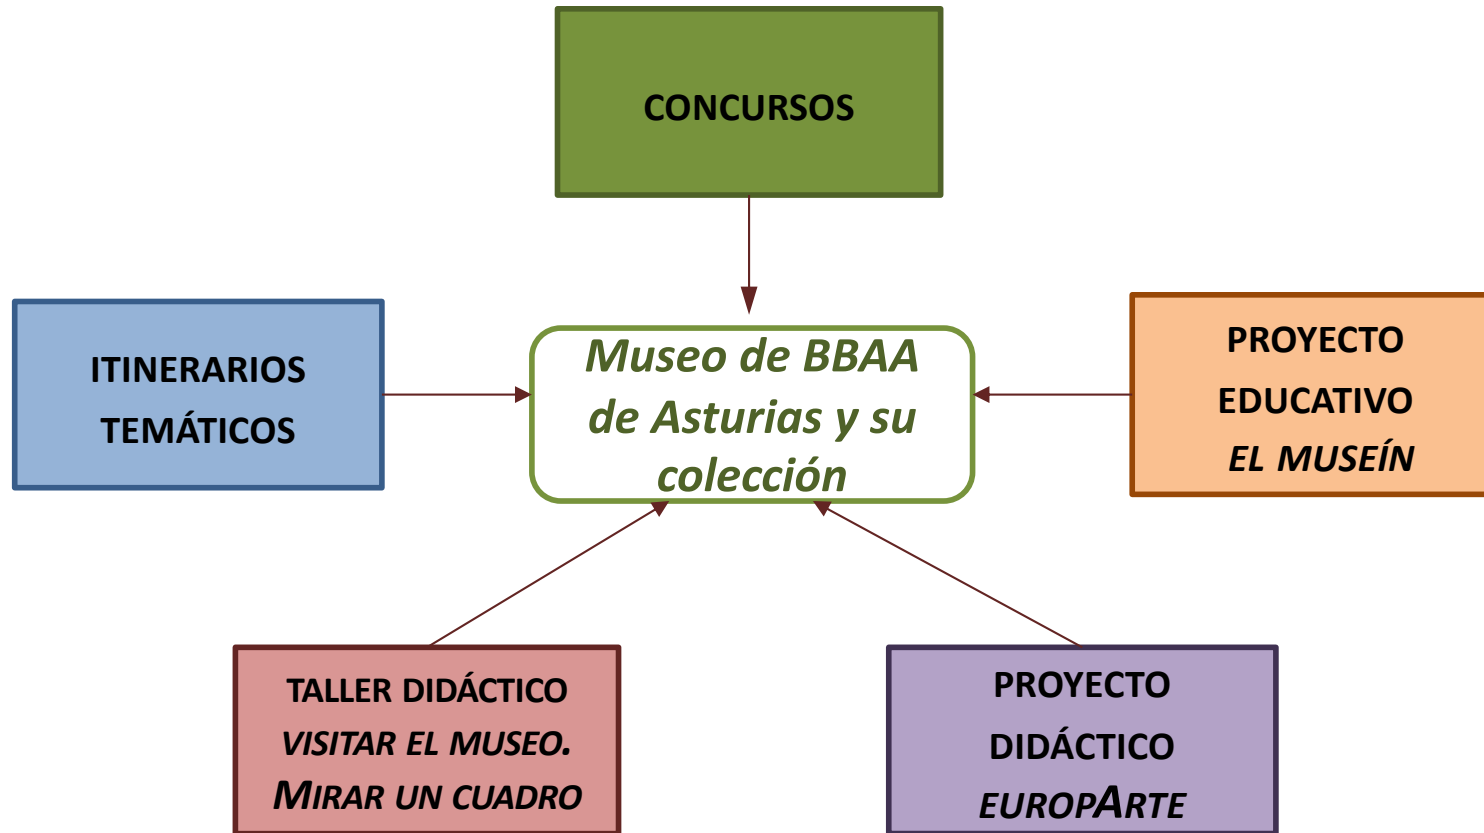 CONCURSOS
ITINERARIOS
TEMÁTICOS
Museo de BBAA
de Asturias y su
colección
PROYECTO
EDUCATIVO
EL MUSEÍN
TALLER DIDÁCTICO
VISITAR EL MUSEO.
MIRAR UN CUADRO
PROYECTO
DIDÁCTICO
EUROPARTE